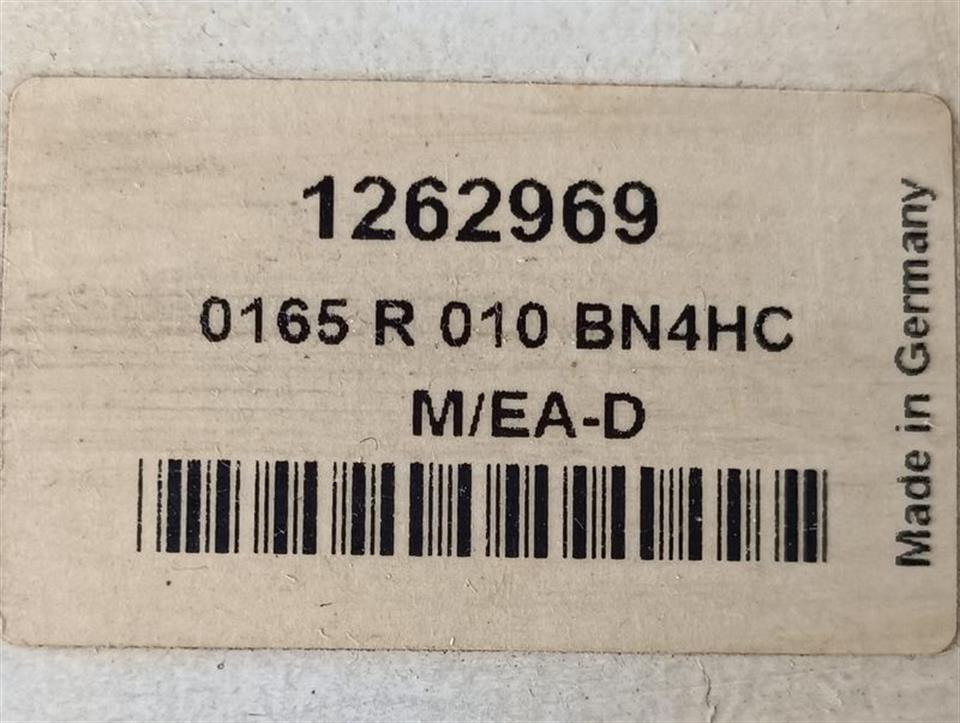 1262969
0165 R 010 BN4HC
M/EA-D
Made in Germany